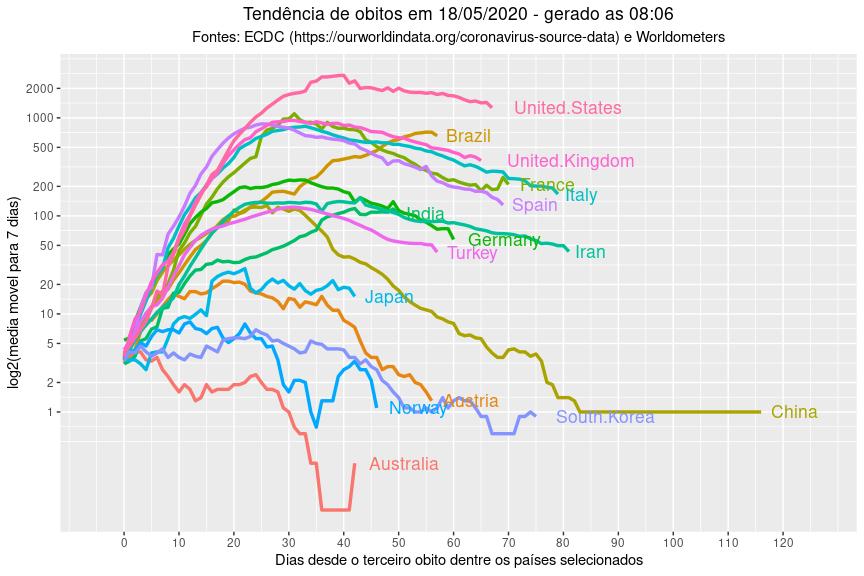 Tendência de obitos em 18/05/2020 - gerado as 08:06
Fontes: ECDC (https://ourworldindata.org/coronavirus-source-data) e Worldometers
log2(media movel para 7 dias)
2000
1000
500
200
100
50
20
10
5
2
1
United.States
Brazil
United.Kingdom
France
Italy
Spain
India
Germany
Turkey
Iran
Japan
Austria
Norway
South.Korea
China
Australia
0 10 20 30 40 50 60 70 80 90 100 110 120
Dias desde o terceiro obito dentre os países selecionados